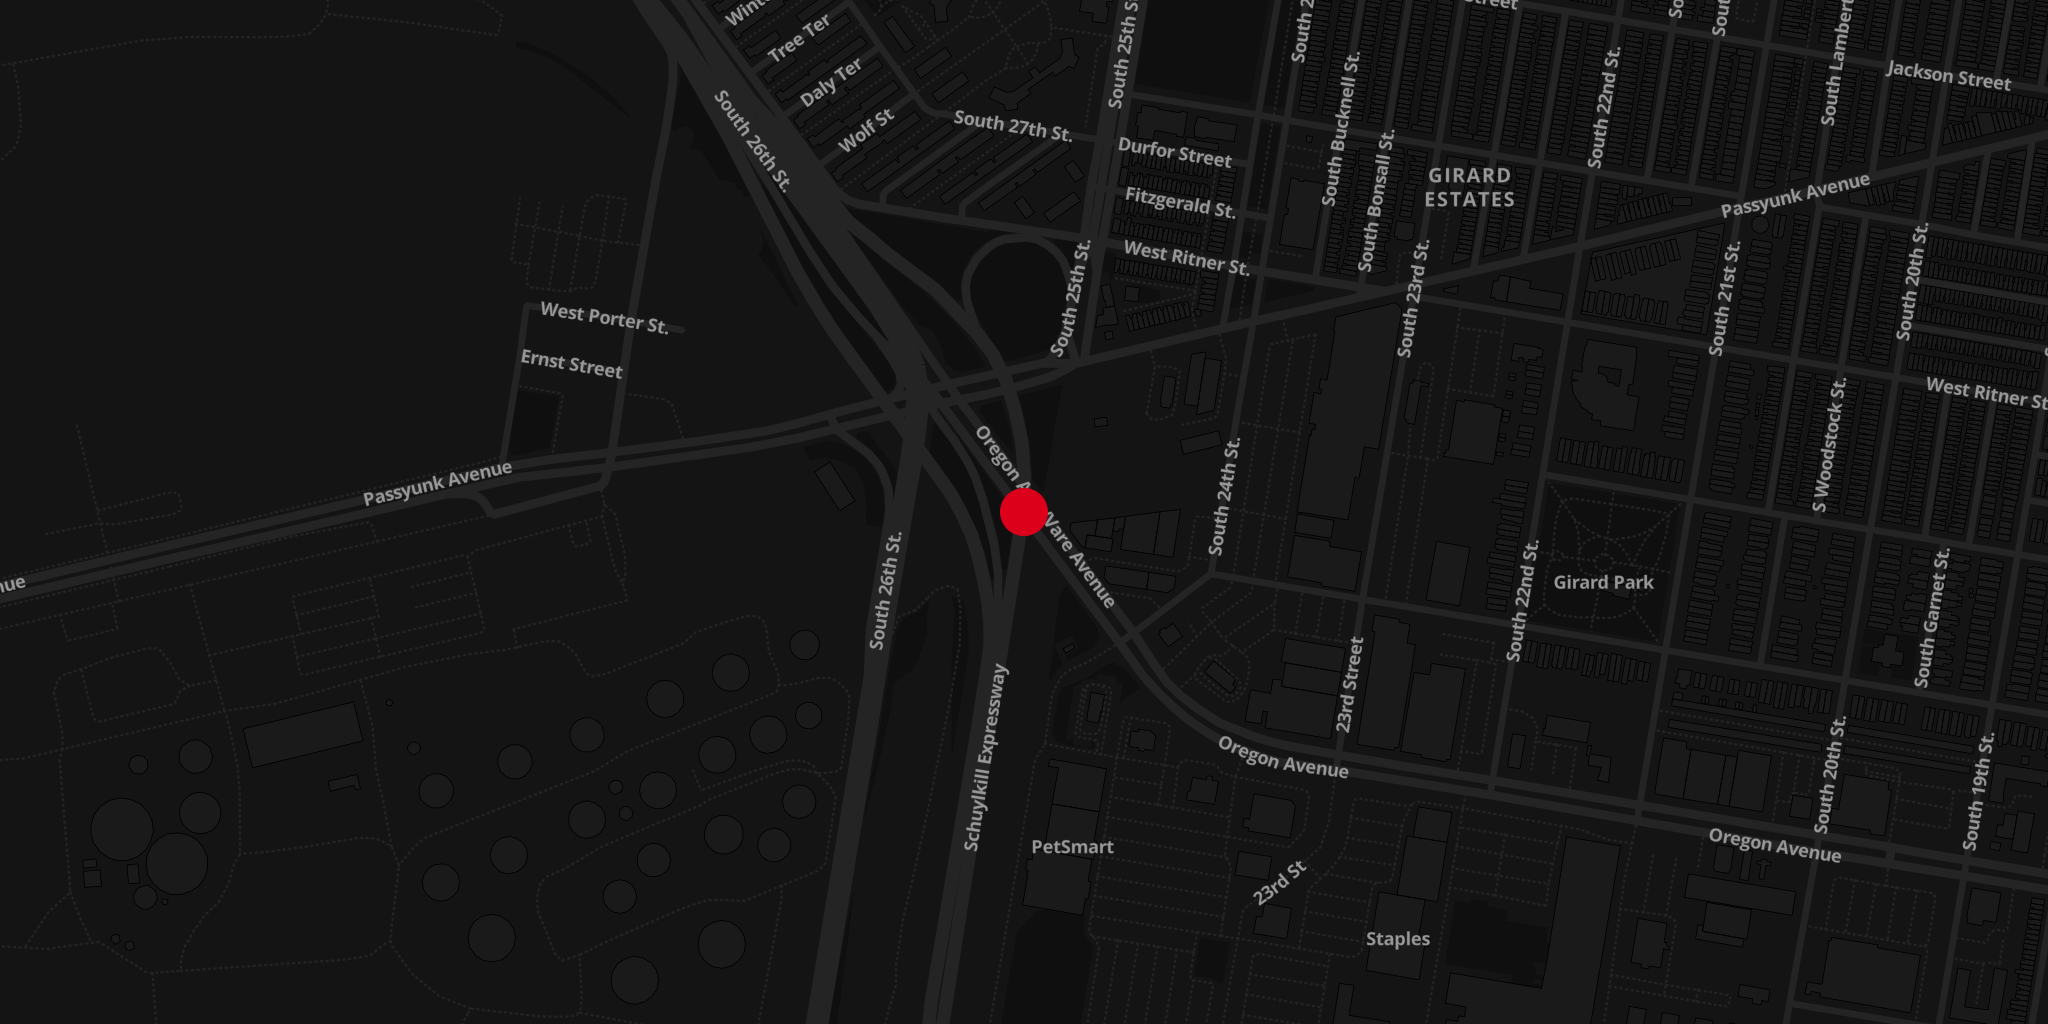 Tree Ter
Daly Ter
Wolf St
South 26th St.
South 27th St.
South 25th St.
Durfor Street
Fitzgerald St.
West Ritner St.
South 25th St.
South Bucknell St.
South Bonsall St.
South 22nd St.
GIRARD
ESTATES
South Lambert
Jackson Street
Passyunk Avenue
South 23rd St.
South 21st St.
South 20th St.
West Ritner St
West Porter St.
Ernst Street
Passyunk Avenue
nue
Oregon A
Vare Avenue
South 24th St.
S Woodstock St.
South 26th St.
South 22nd St.
Girard Park
South Garnet St.
23rd Street
Schuylkill Expressway
Oregon Avenue
South 20th St.
South 19th St.
PetSmart
Oregon Avenue
23rd St
Staples